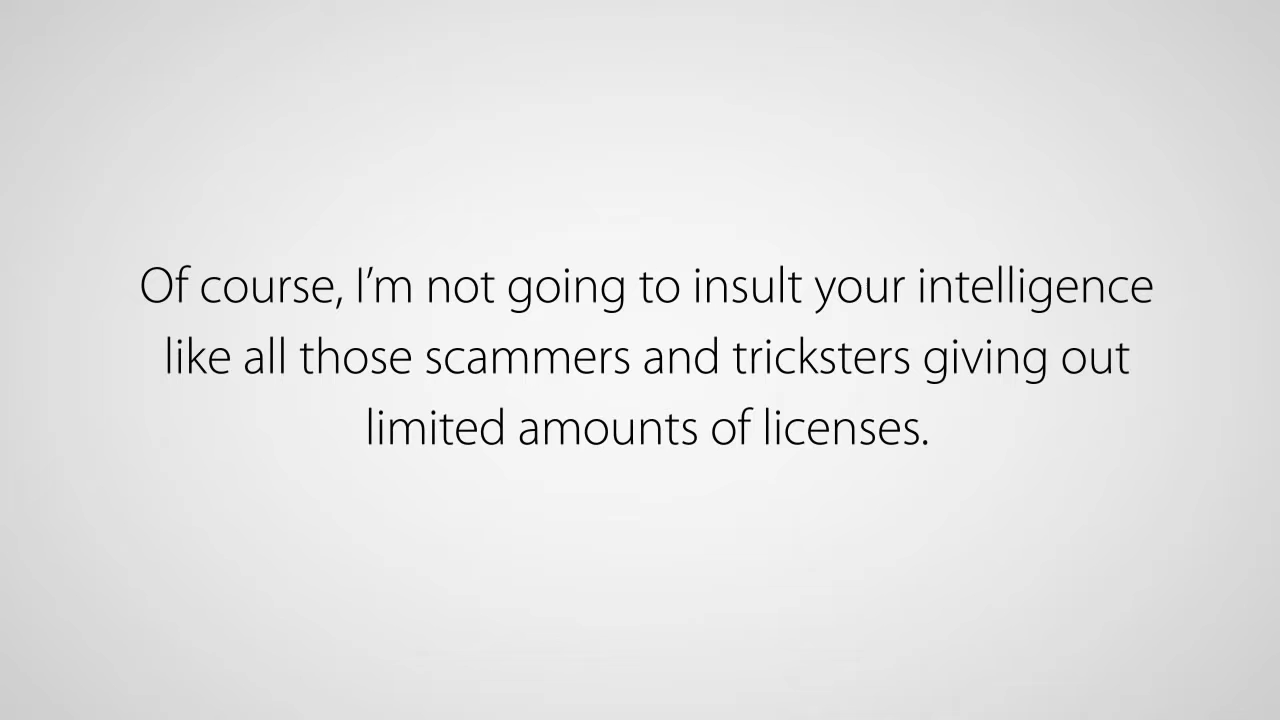 Of course, I’m not going to insult your intelligence
like all those scammers and tricksters giving out
limited amounts of licenses.